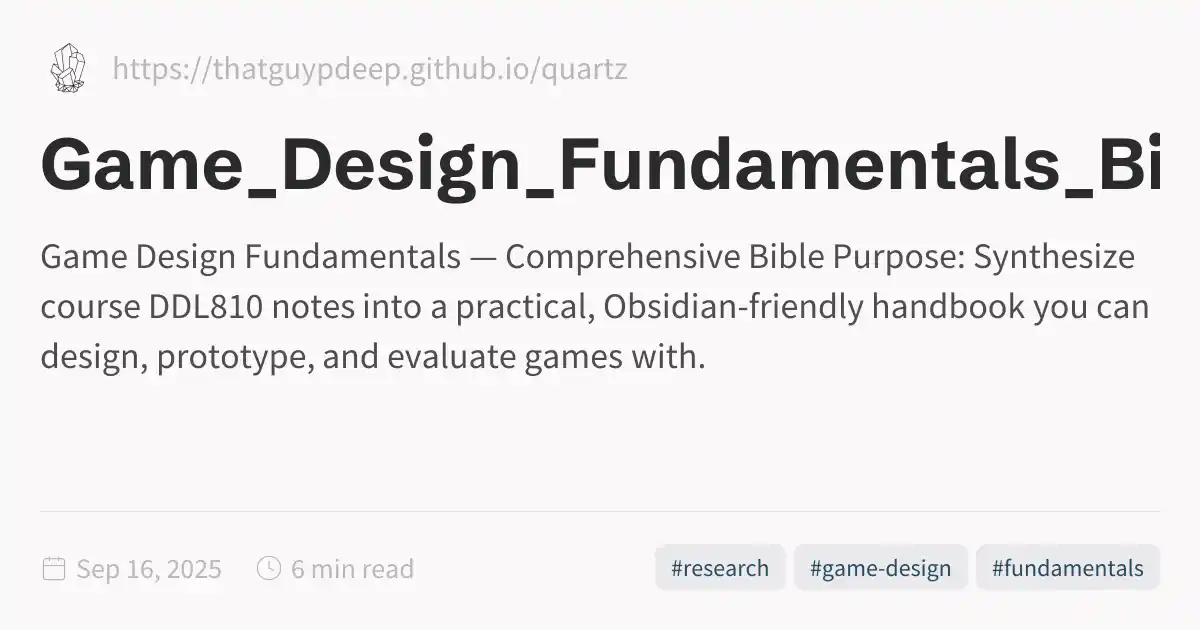 https://thatguypdeep.github.io/quartz
Game_Design_Fundamentals_Bi
Game Design Fundamentals — Comprehensive Bible Purpose: Synthesize
course DDL810 notes into a practical, Obsidian-friendly handbook you can
design, prototype, and evaluate games with.
Sep 16, 2025 6 min read #research #game-design #fundamentals